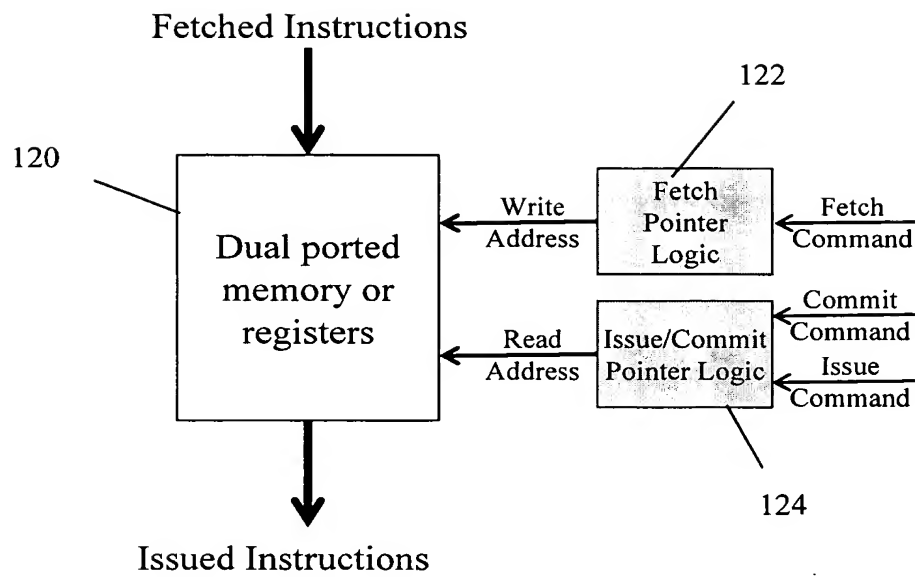 Fetched Instructions
122
120
Fetch
Pointer
Logic
Write
Address
Fetch
Command
Dual ported
memory or
registers
Commit
Command
Issue/Commit
Pointer Logic
Read
Address
Issue
Command
124
Issued Instructions